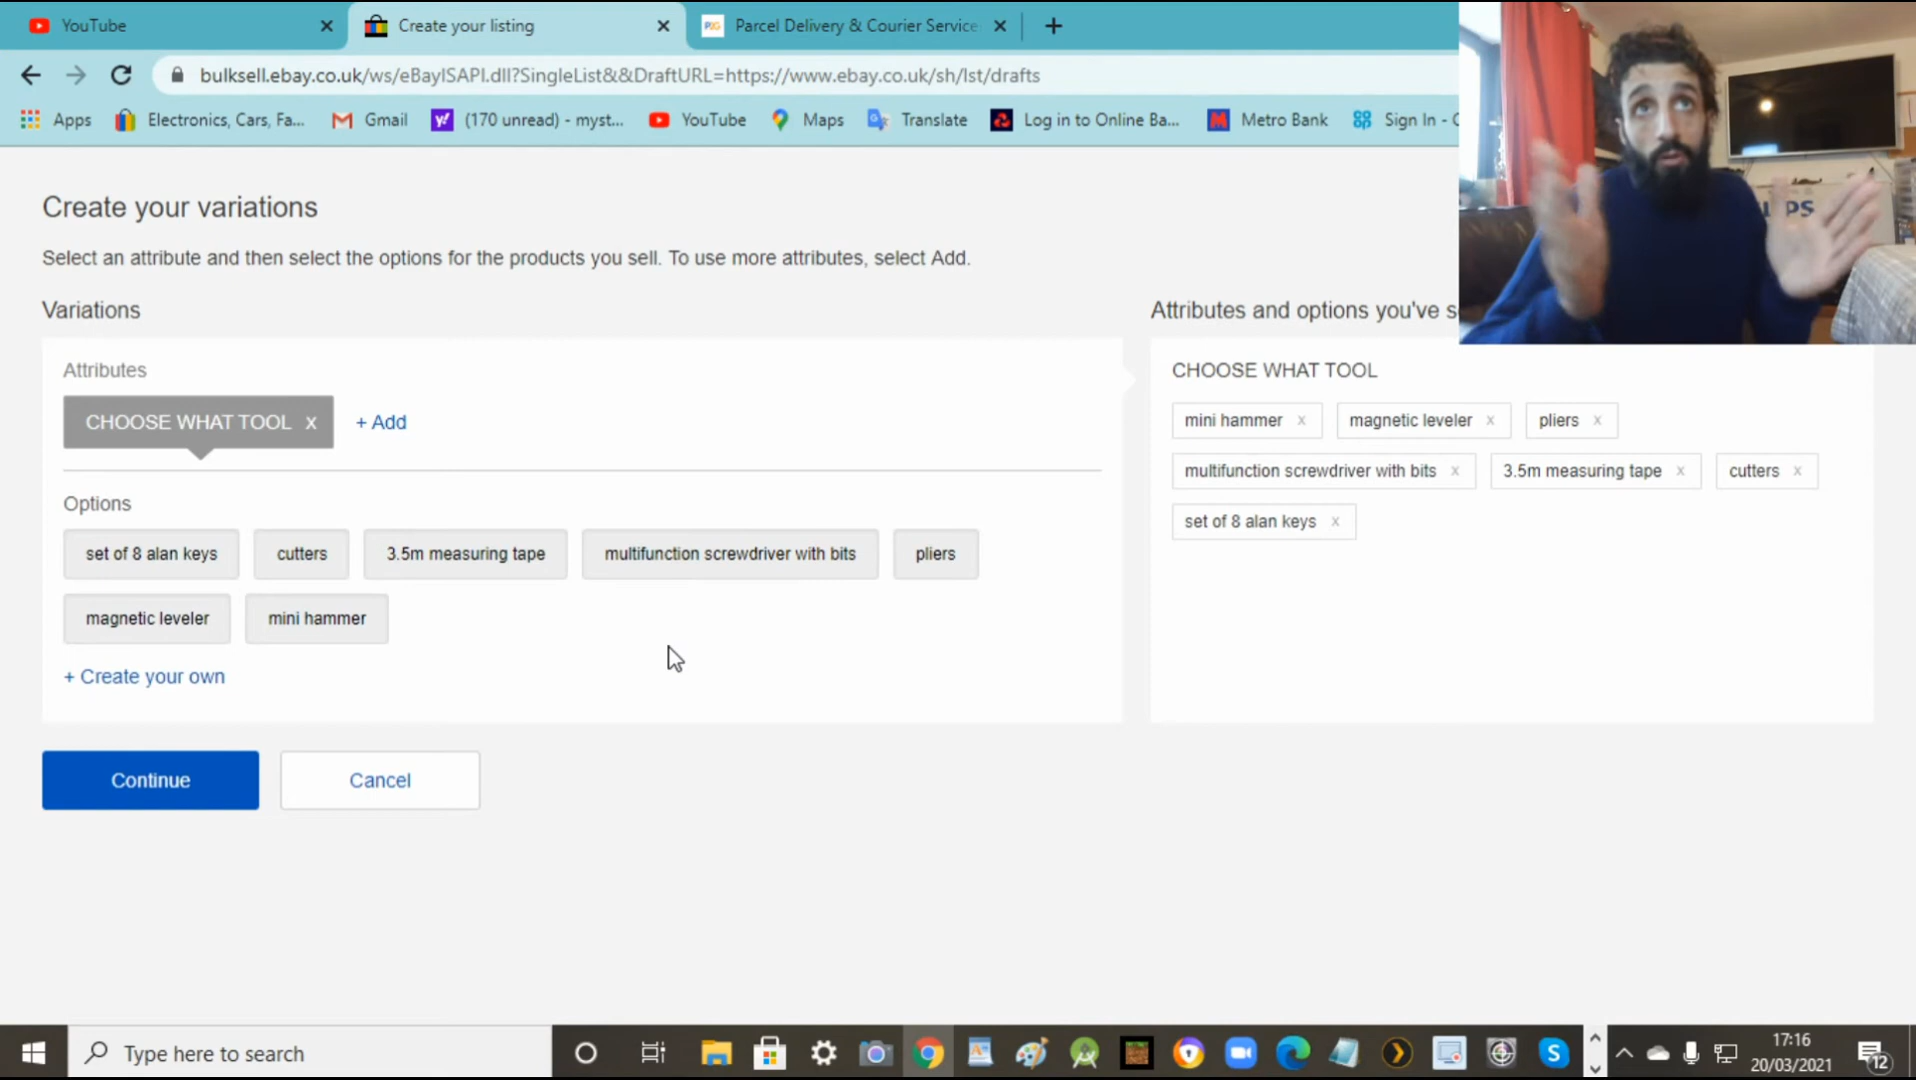 YouTube
Create your listing
Parcel Delivery & Courier Service
bulksell.ebay.co.uk/ws/eBayISAPI.dll?SingleList&&DraftURL=https://www.ebay.co.uk/sh/lst/drafts
Apps
Electronics, Cars, Fa...
Gmail
(170 unread) - myst...
YouTube
Maps
Translate
Log in to Online Ba...
Metro Bank
Sign In -
Create your variations
Select an attribute and then select the options for the products you sell. To use more attributes, select Add.
Variations
Attributes
CHOOSE WHAT TOOL x
+ Add
Options
set of 8 alan keys
cutters
3.5m measuring tape
multifunction screwdriver with bits
pliers
magnetic leveler
mini hammer
+ Create your own
Continue
Cancel
Attributes and options you've s
CHOOSE WHAT TOOL
mini hammer x
magnetic leveler x
pliers x
multifunction screwdriver with bits x
3.5m measuring tape x
cutters x
set of 8 alan keys x
Type here to search
17:16
20/03/2021
12